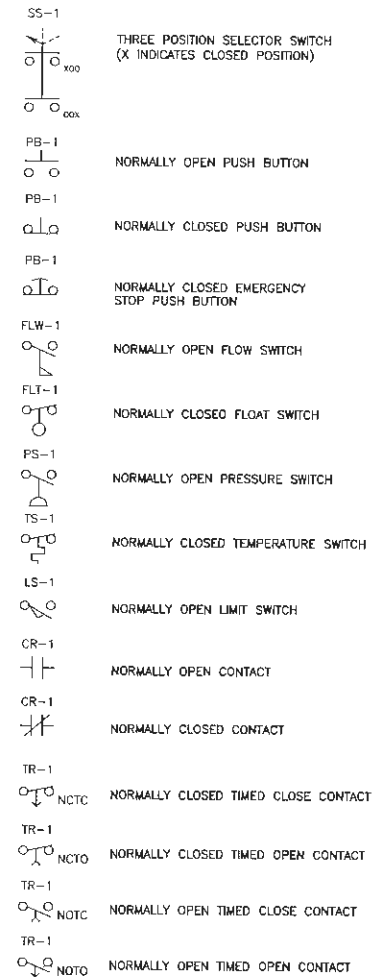 SS-1
THREE POSITION SELECTOR SWITCH
(X INDICATES CLOSED POSITION)
XOO
OOX
PB-1
NORMALLY OPEN PUSH BUTTON
PB-1
NORMALLY CLOSED PUSH BUTTON
PB-1
NORMALLY CLOSED EMERGENCY
STOP PUSH BUTTON
FLW-1
NORMALLY OPEN FLOW SWITCH
FLT-1
NORMALLY CLOSED FLOAT SWITCH
PS-1
NORMALLY OPEN PRESSURE SWITCH
TS-1
NORMALLY CLOSED TEMPERATURE SWITCH
LS-1
NORMALLY OPEN LIMIT SWITCH
CR-1
NORMALLY OPEN CONTACT
CR-1
NORMALLY CLOSED CONTACT
TR-1
NCTC NORMALLY CLOSED TIMED CLOSE CONTACT
TR-1
NCTO NORMALLY CLOSED TIMED OPEN CONTACT
TR-1
NOTC NORMALLY OPEN TIMED CLOSE CONTACT
TR-1
NOTO NORMALLY OPEN TIMED OPEN CONTACT